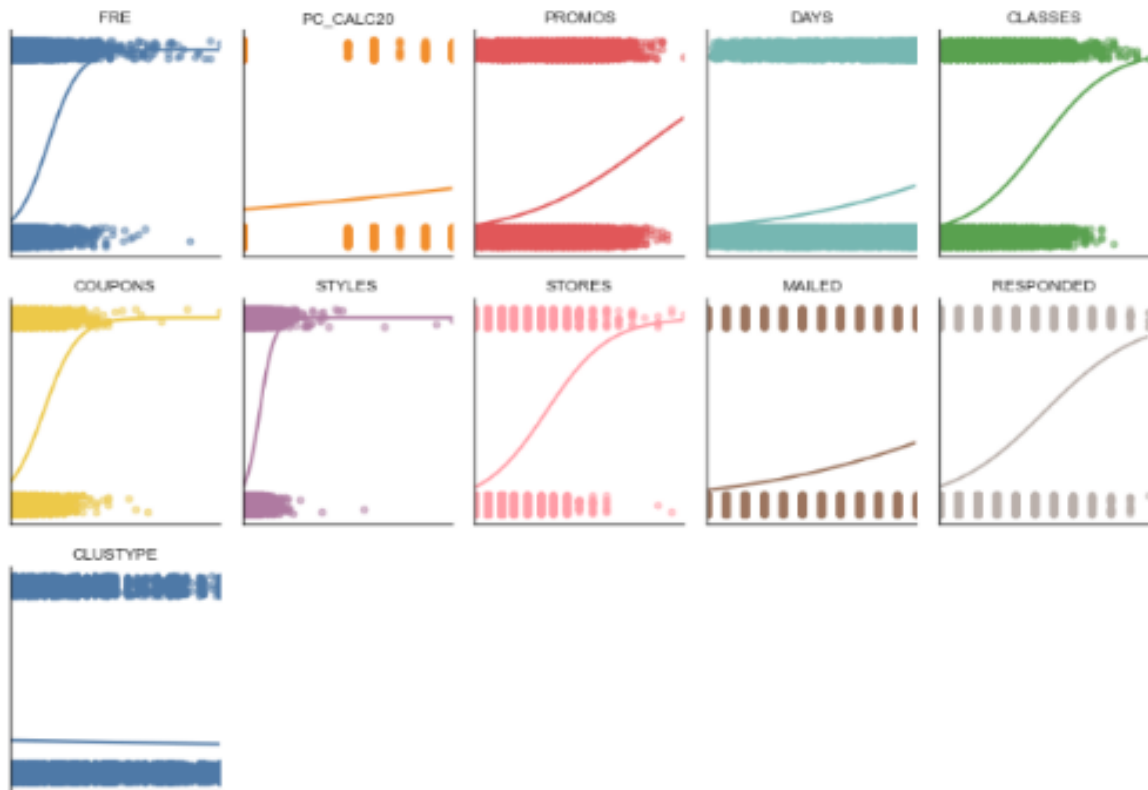 FRE PC_CALC20 PROMOS DAYS CLASSES
COUPONS STYLES STORES MAILED RESPONDED
CLUSTYPE